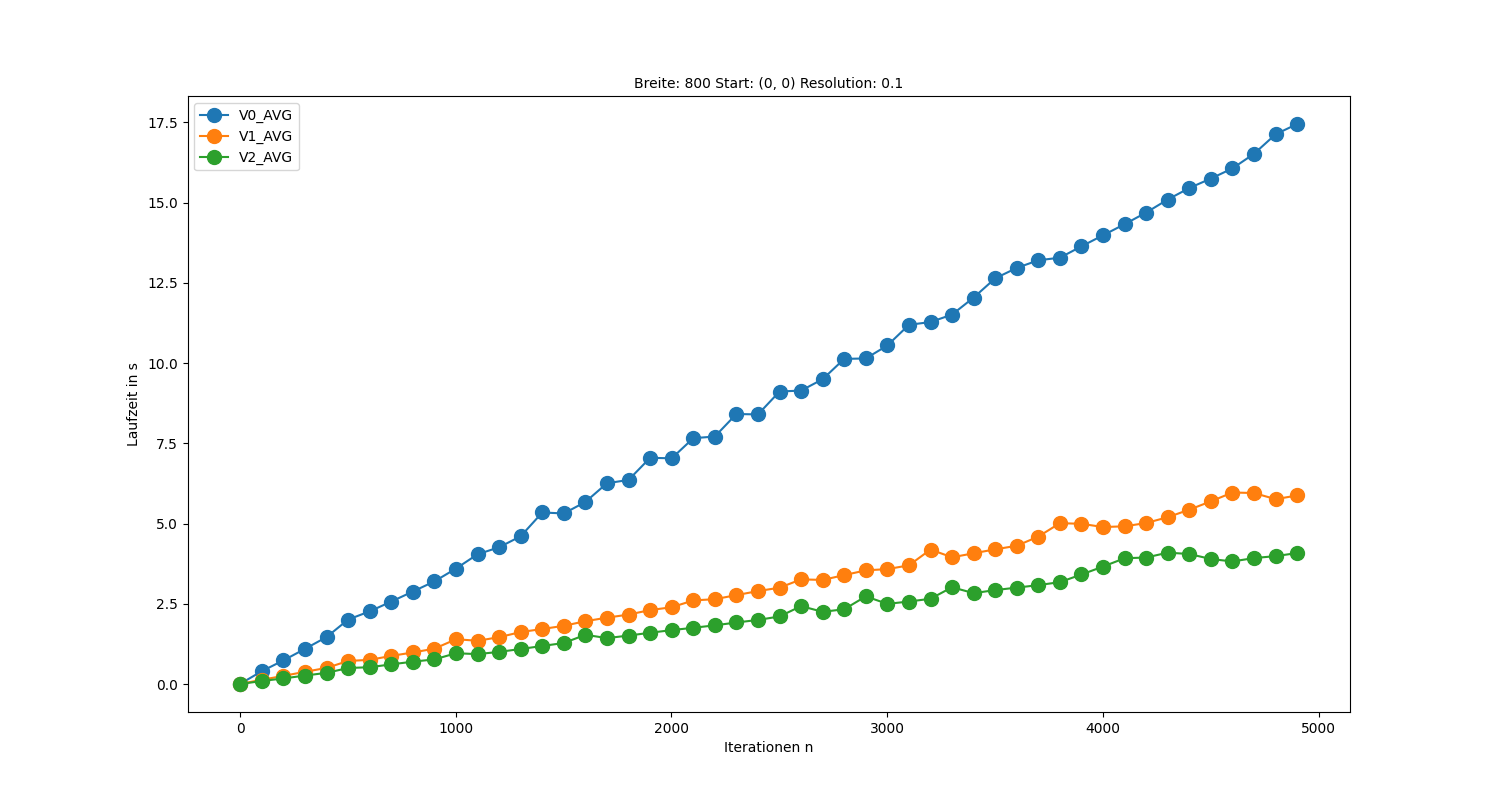 Breite: 800 Start: (0, 0) Resolution: 0.1
V0_AVG
V1_AVG
V2_AVG
17.5
15.0
12.5
10.0
7.5
5.0
2.5
0.0
Laufzeit in s
0 1000 2000 3000 4000 5000
Iterationen n